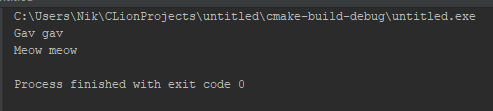 C:\Users\Nik\CLionProjects\untitled\cmake-build-debug\untitled.exe
Gav gav
Meow meow
Process finished with exit code 0